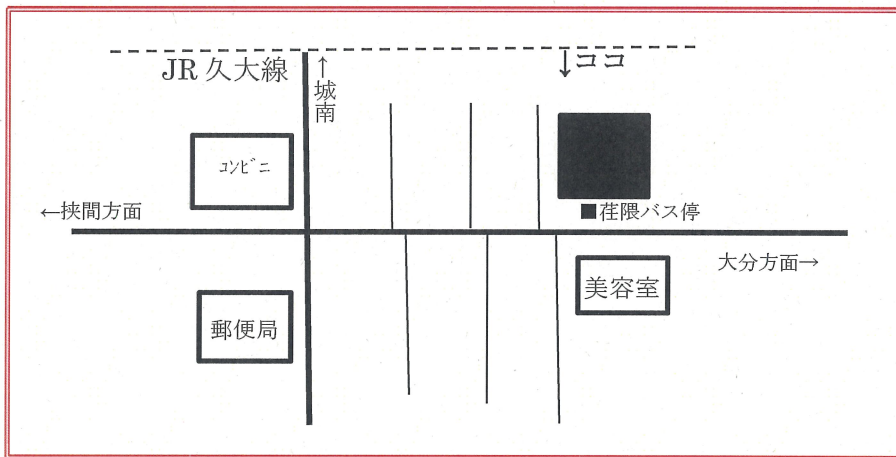 JR久大線
↑城南
↓ココ
コンビニ
■荏隈バス停
←挟間方面
大分方面→
美容室
郵便局